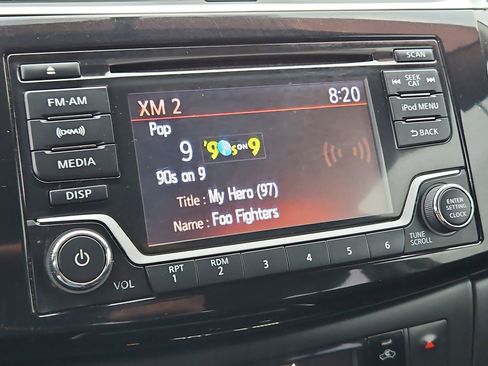 SCAN
FM·AM
XM
MEDIA
DISP
VOL
XM 2 8:20
Pop
9 '90s ON 9
90s on 9
Title : My Hero (97)
Name : Foo Fighters
SEEK
CAT
iPod MENU
BACK
ENTER
SETTING
CLOCK
TUNE
SCROLL
RPT
1
RDM
2
3
4
5
6